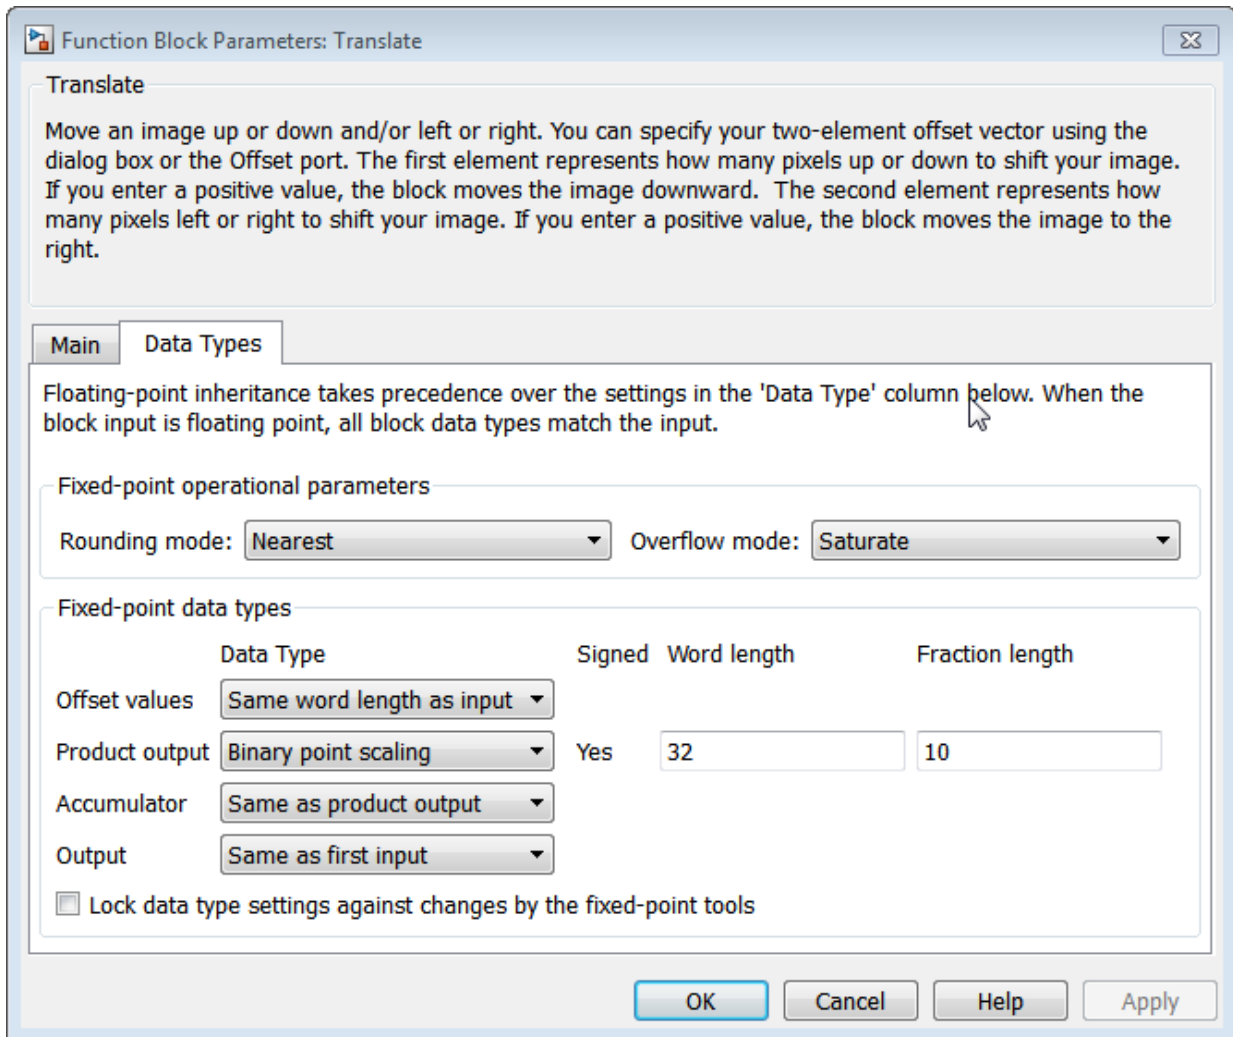 Function Block Parameters: Translate
Translate
Move an image up or down and/or left or right. You can specify your two-element offset vector using the
dialog box or the Offset port. The first element represents how many pixels up or down to shift your image.
If you enter a positive value, the block moves the image downward.  The second element represents how
many pixels left or right to shift your image. If you enter a positive value, the block moves the image to the
right.
Main Data Types
Floating-point inheritance takes precedence over the settings in the 'Data Type' column below. When the
block input is floating point, all block data types match the input.
Fixed-point operational parameters
Rounding mode: Nearest Overflow mode: Saturate
Fixed-point data types
Data Type Signed Word length Fraction length
Offset values Same word length as input
Product output Binary point scaling Yes 32 10
Accumulator Same as product output
Output Same as first input
Lock data type settings against changes by the fixed-point tools
OK Cancel Help Apply